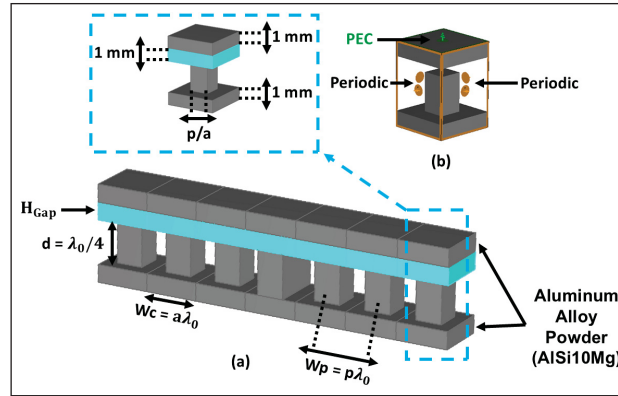 1 mm
1 mm
1 mm
p/a
PEC
Periodic
Periodic
(b)
H_Gap
d = λ₀/4
Wc = aλ₀
Wp = pλ₀
(a)
Aluminum
Alloy
Powder
(AlSi10Mg)